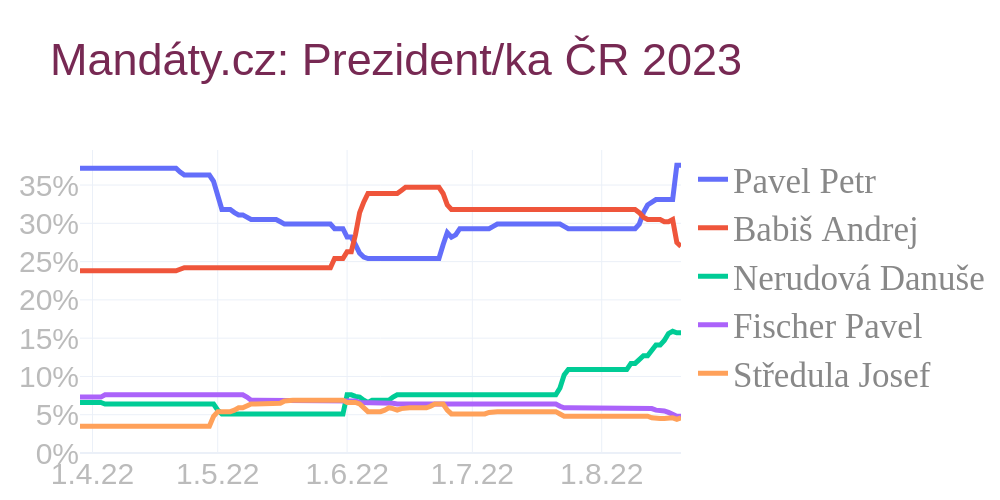 Mandáty.cz: Prezident/ka ČR 2023
35%
30%
25%
20%
15%
10%
5%
0%
1.4.22 1.5.22 1.6.22 1.7.22 1.8.22
Pavel Petr
Babiš Andrej
Nerudová Danuše
Fischer Pavel
Středula Josef